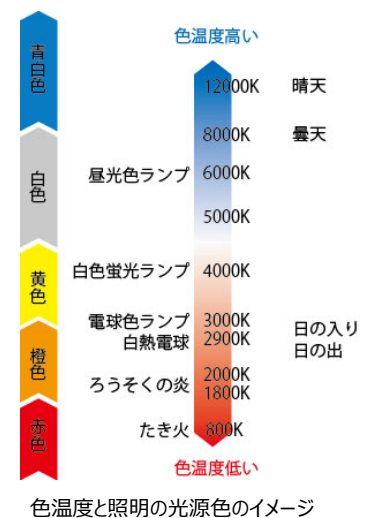 色温度高い
青白色
12000K 晴天
8000K 曇天
白色
昼光色ランプ 6000K
5000K
黄色
白色蛍光ランプ 4000K
電球色ランプ 3000K 日の入り
白熱電球 2900K 日の出
橙色
2000K
ろうそくの炎 1800K
赤色
たき火 800K
色温度低い
色温度と照明の光源色のイメージ